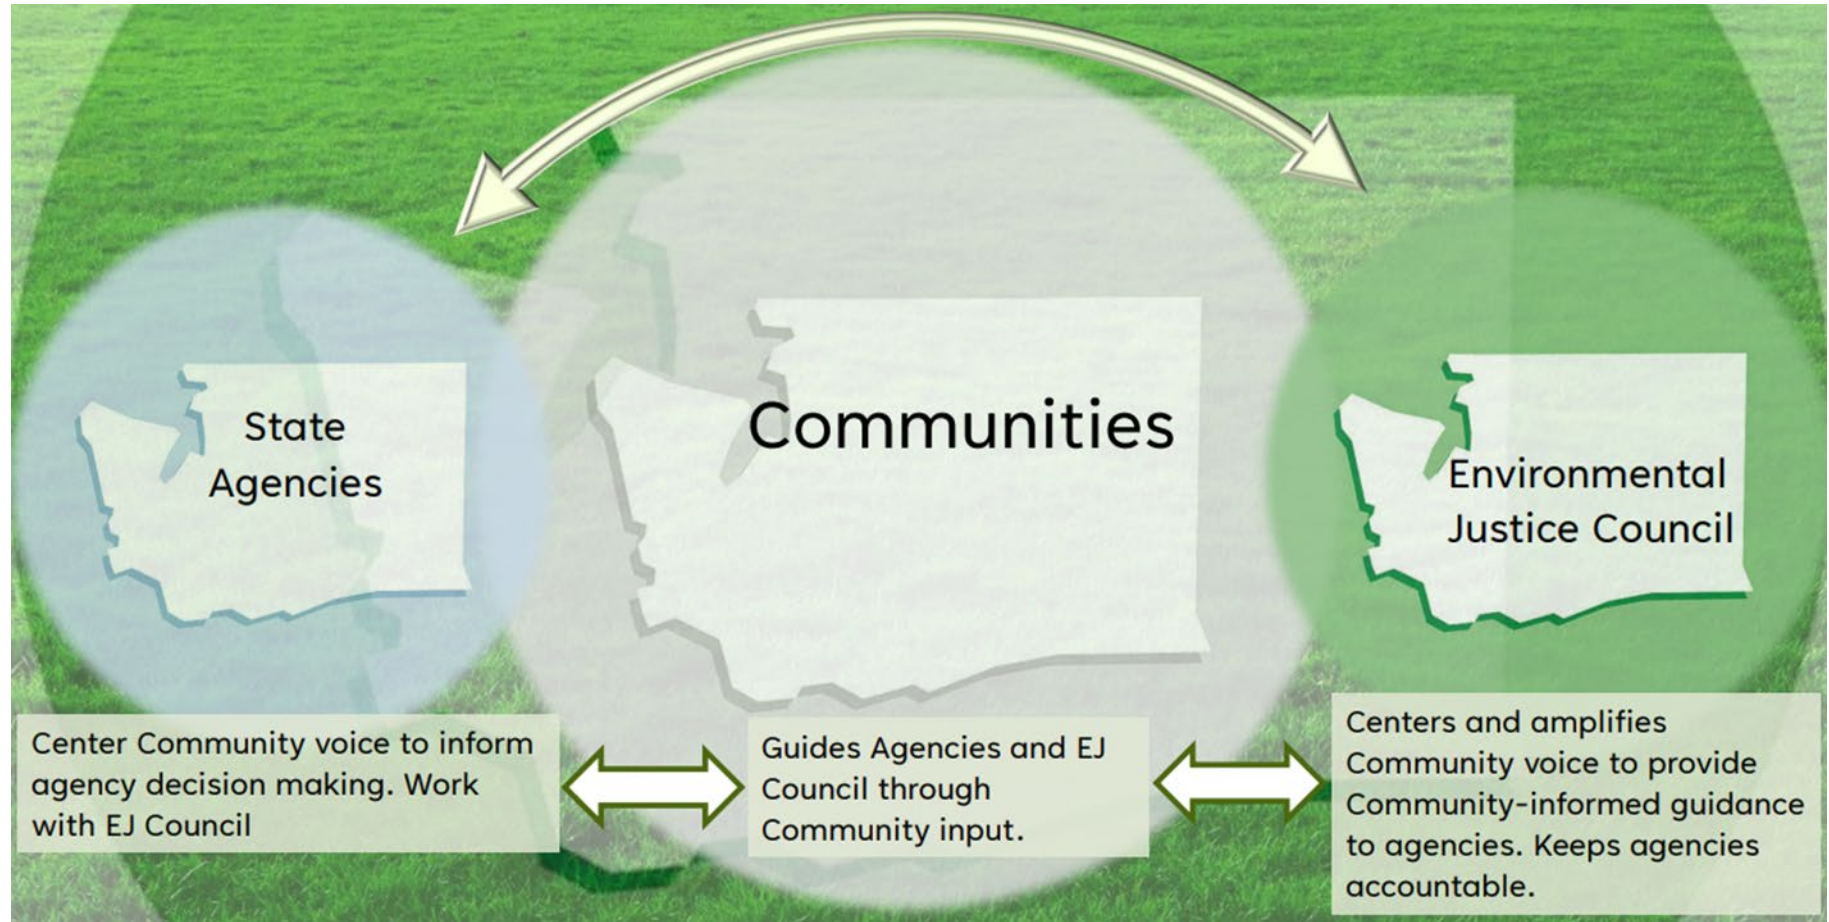 State
Agencies
Communities
Environmental
Justice Council
Center Community voice to inform
agency decision making. Work
with EJ Council
Guides Agencies and EJ
Council through
Community input.
Centers and amplifies
Community voice to provide
Community-informed guidance
to agencies. Keeps agencies
accountable.